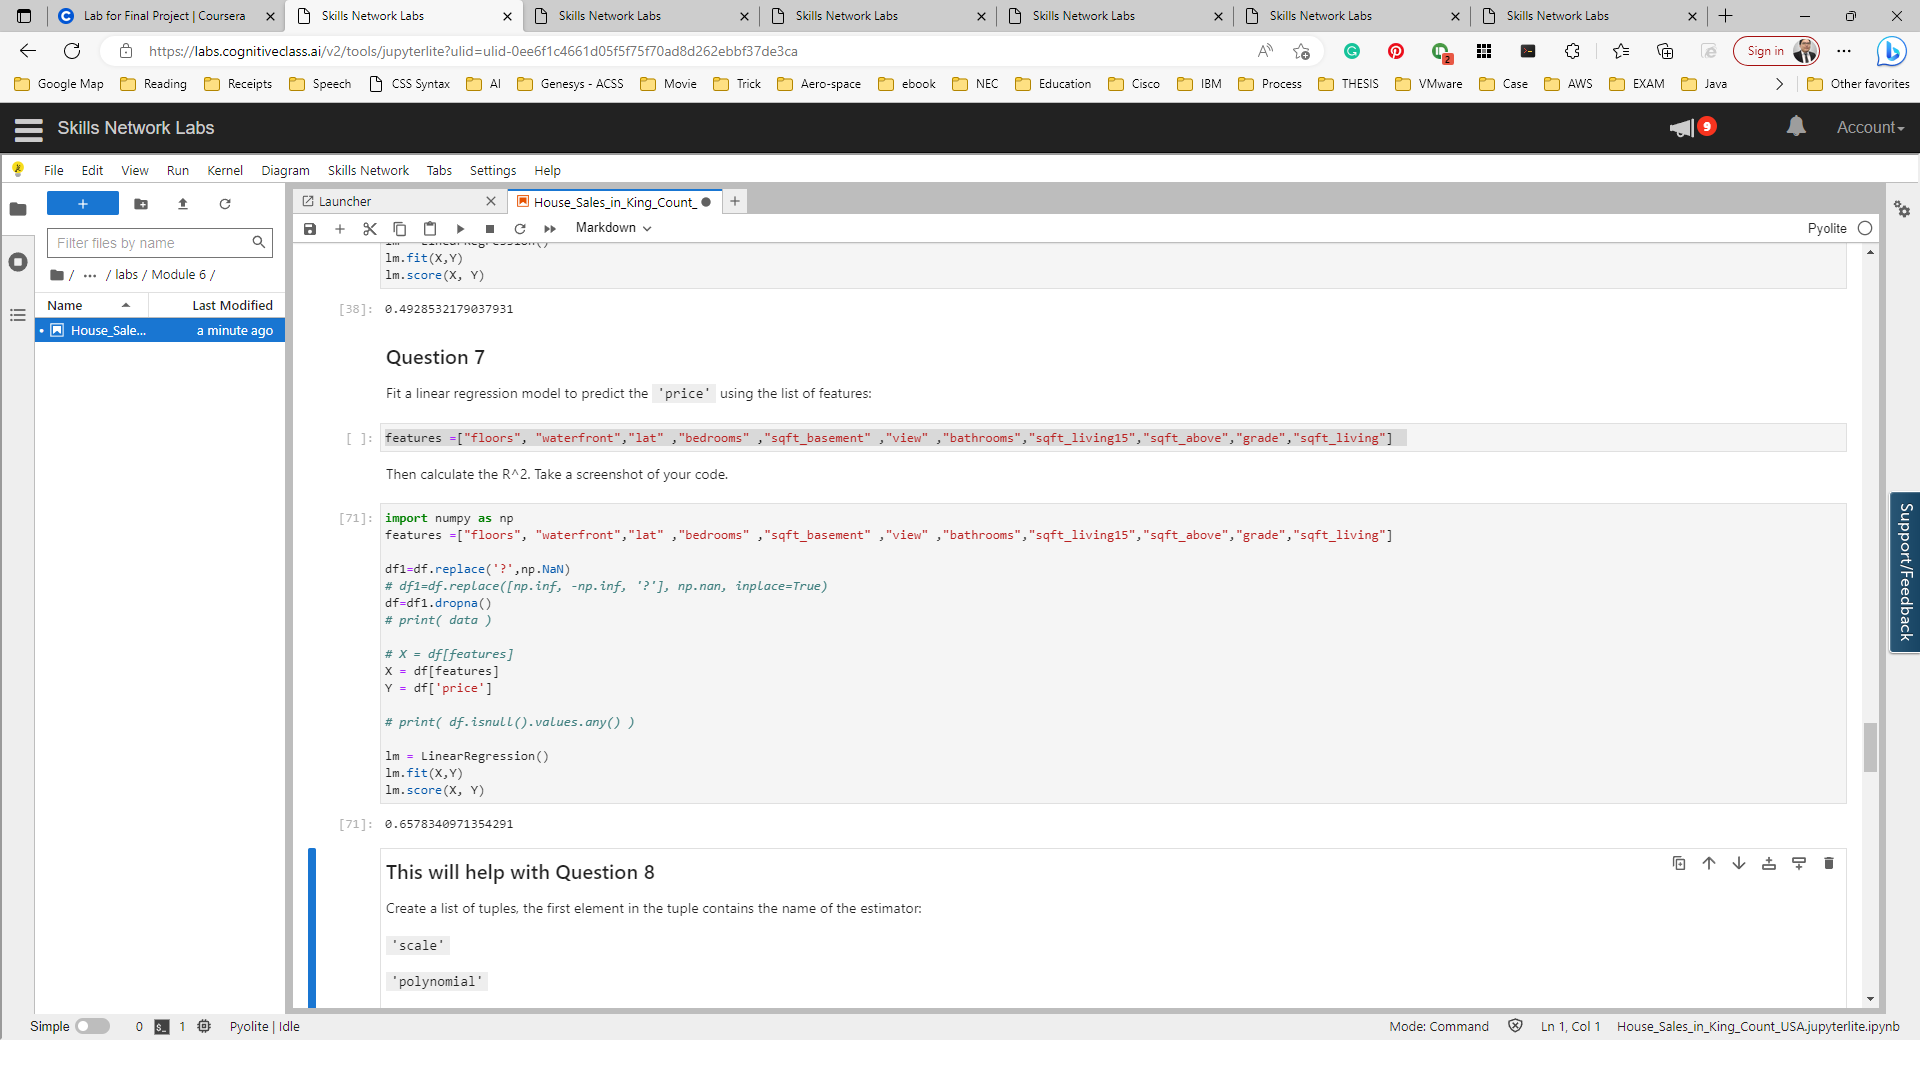 Lab for Final Project | Coursera
Skills Network Labs
Skills Network Labs
Skills Network Labs
Skills Network Labs
Skills Network Labs
Skills Network Labs
https://labs.cognitiveclass.ai/v2/tools/jupyterlite?ulid=ulid-0ee6f1c4661d05f5f75f70ad8d262ebbf37de3ca
2
Sign in
Google Map
Reading
Receipts
Speech
CSS Syntax
AI
Genesys - ACSS
Movie
Trick
Aero-space
ebook
NEC
Education
Cisco
IBM
Process
THESIS
VMware
Case
AWS
EXAM
Java
Other favorites
Skills Network Labs
9
Account
File Edit View Run Kernel Diagram Skills Network Tabs Settings Help
Filter files by name
/ ··· / labs / Module 6 /
Name Last Modified
House_Sale... a minute ago
Launcher
House_Sales_in_King_Count_
Markdown
Pyolite
lm = LinearRegression()
lm.fit(X,Y)
lm.score(X, Y)
[38]: 0.4928532179037931
Question 7
Fit a linear regression model to predict the 'price' using the list of features:
[ ]: features =["floors", "waterfront","lat" ,"bedrooms" ,"sqft_basement" ,"view" ,"bathrooms","sqft_living15","sqft_above","grade","sqft_living"]
Then calculate the R^2. Take a screenshot of your code.
[71]: import numpy as np
features =["floors", "waterfront","lat" ,"bedrooms" ,"sqft_basement" ,"view" ,"bathrooms","sqft_living15","sqft_above","grade","sqft_living"]
df1=df.replace('?',np.NaN)
# df1=df.replace([np.inf, -np.inf, '?'], np.nan, inplace=True)
df=df1.dropna()
# print( data )
# X = df[features]
X = df[features]
Y = df['price']
# print( df.isnull().values.any() )
lm = LinearRegression()
lm.fit(X,Y)
lm.score(X, Y)
[71]: 0.6578340971354291
This will help with Question 8
Create a list of tuples, the first element in the tuple contains the name of the estimator:
'scale'
'polynomial'
Support/Feedback
Simple 0 1 Pyolite | Idle
Mode: Command Ln 1, Col 1 House_Sales_in_King_Count_USA.jupyterlite.ipynb